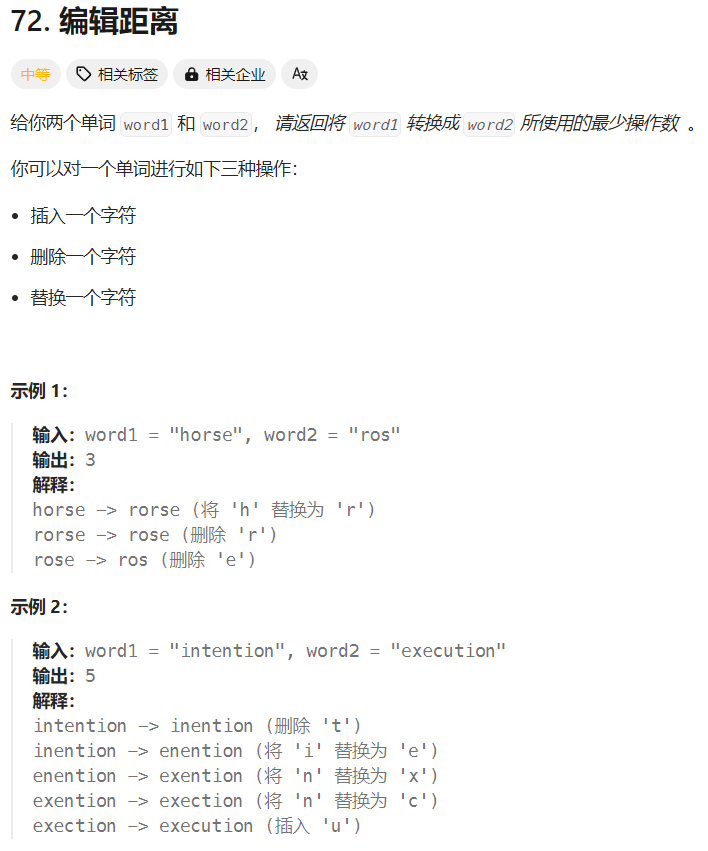 72. 编辑距离
中等 相关标签 相关企业 Aあ
给你两个单词 word1 和 word2， 请返回将 word1 转换成 word2 所使用的最少操作数 。
你可以对一个单词进行如下三种操作：
• 插入一个字符
• 删除一个字符
• 替换一个字符
示例 1：
输入：word1 = "horse", word2 = "ros"
输出：3
解释：
horse -> rorse (将 'h' 替换为 'r')
rorse -> rose (删除 'r')
rose -> ros (删除 'e')
示例 2：
输入：word1 = "intention", word2 = "execution"
输出：5
解释：
intention -> inention (删除 't')
inention -> enention (将 'i' 替换为 'e')
enention -> exention (将 'n' 替换为 'x')
exention -> exection (将 'n' 替换为 'c')
exection -> execution (插入 'u')